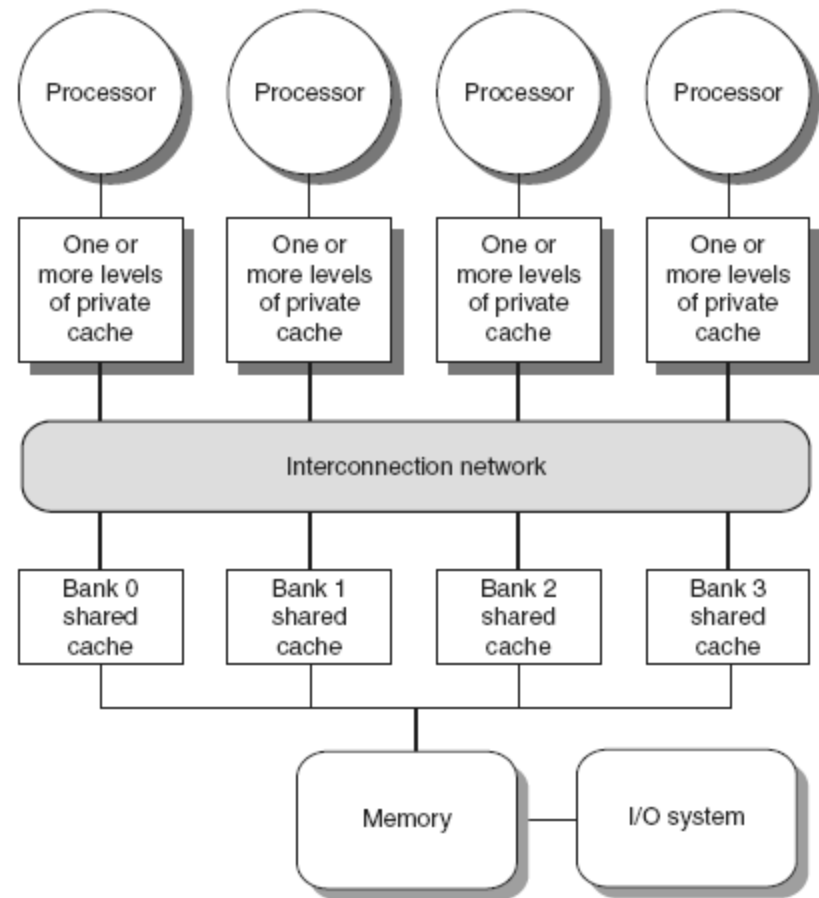 Processor
Processor
Processor
Processor
One or
more levels
of private
cache
One or
more levels
of private
cache
One or
more levels
of private
cache
One or
more levels
of private
cache
Interconnection network
Bank 0
shared
cache
Bank 1
shared
cache
Bank 2
shared
cache
Bank 3
shared
cache
Memory
I/O system